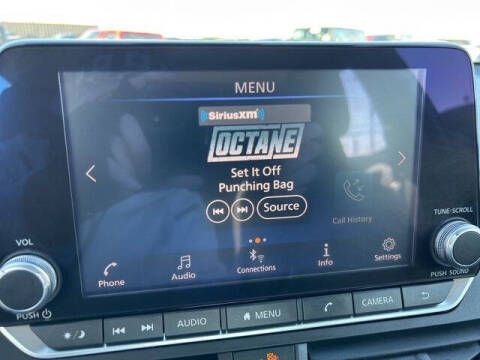 MENU
SiriusXM
OCTANE
Set It Off
Punching Bag
Source
Call History
Phone
Audio
Connections
Info
Settings
VOL
PUSH
TUNE·SCROLL
PUSH SOUND
AUDIO
MENU
CAMERA